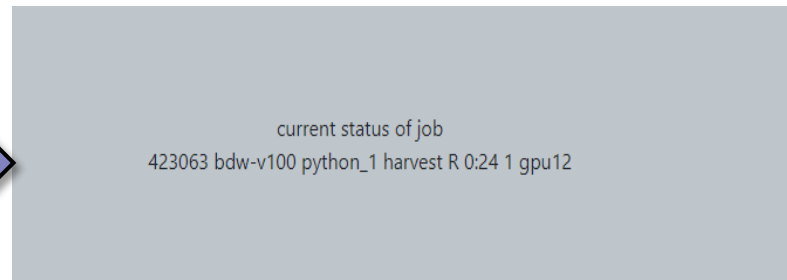 current status of job
423063 bdw-v100 python_1 harvest R 0:24 1 gpu12